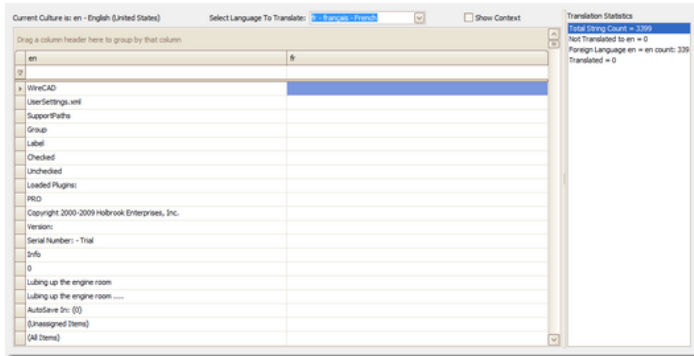 Current Culture is: en - English (United States)
Select Language To Translate: fr - français - French
Show Context
Translation Statistics
Total String Count = 3399
Not Translated to en = 0
Foreign Language en = en count: 339
Translated = 0
Drag a column header here to group by that column
en fr
WireCAD
UserSettings.xml
SupportPaths
Group
Label
Checked
Unchecked
Loaded Plugins:
PRO
Copyright 2000-2009 Holbrook Enterprises, Inc.
Version:
Serial Number: - Trial
Info
0
Lubing up the engine room
Lubing up the engine room .....
AutoSave In: {0}
(Unassigned Items)
(All Items)